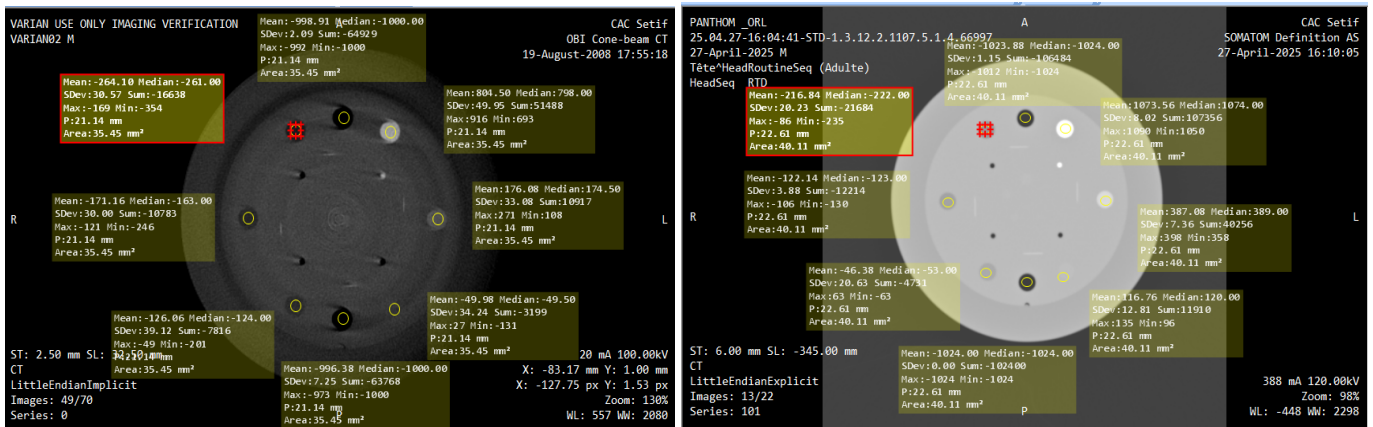 VARIAN USE ONLY IMAGING VERIFICATION
VARIAN02 M
CAC Setif
OBI Cone-beam CT
19-August-2008 17:55:18
A
Mean:-998.91 Median:-1000.00
SDev:2.09 Sum:-64929
Max:-992 Min:-1000
P:21.14 mm
Area:35.45 mm²
Mean:-264.10 Median:-261.00
SDev:30.57 Sum:-16638
Max:-169 Min:-354
P:21.14 mm
Area:35.45 mm²
Mean:804.50 Median:798.00
SDev:49.95 Sum:51488
Max:916 Min:693
P:21.14 mm
Area:35.45 mm²
Mean:-171.16 Median:-163.00
SDev:30.00 Sum:-10783
Max:-121 Min:-246
P:21.14 mm
Area:35.45 mm²
Mean:176.08 Median:174.50
SDev:33.08 Sum:10917
Max:271 Min:108
P:21.14 mm
Area:35.45 mm²
R
L
Mean:-126.06 Median:-124.00
SDev:39.12 Sum:-7816
Max:-49 Min:-201
P:21.14 mm
Area:35.45 mm²
Mean:-49.98 Median:-49.50
SDev:34.24 Sum:-3199
Max:27 Min:-131
P:21.14 mm
Area:35.45 mm²
Mean:-996.38 Median:-1000.00
SDev:7.25 Sum:-63768
Max:-973 Min:-1000
P:21.14 mm
Area:35.45 mm²
P
ST: 2.50 mm SL: 32.50 mm
CT
LittleEndianImplicit
Images: 49/70
Series: 0
20 mA 100.00kV
X: -83.17 mm Y: 1.00 mm
X: -127.75 px Y: 1.53 px
Zoom: 130%
WL: 557 WW: 2080
PANTHOM _ORL
25.04.27-16:04:41-STD-1.3.12.2.1107.5.1.4.66997
27-April-2025 M
Tête^HeadRoutineSeq (Adulte)
HeadSeq RTD
A
CAC Setif
SOMATOM Definition AS
27-April-2025 16:10:05
Mean:-1023.88 Median:-1024.00
SDev:1.15 Sum:-106484
Max:-1012 Min:-1024
P:22.61 mm
Area:40.11 mm²
Mean:-216.84 Median:-222.00
SDev:20.23 Sum:-21684
Max:-86 Min:-235
P:22.61 mm
Area:40.11 mm²
Mean:1073.56 Median:1074.00
SDev:8.02 Sum:107356
Max:1090 Min:1050
P:22.61 mm
Area:40.11 mm²
Mean:-122.14 Median:-123.00
SDev:3.88 Sum:-12214
Max:-106 Min:-130
P:22.61 mm
Area:40.11 mm²
Mean:387.08 Median:389.00
SDev:7.36 Sum:40256
Max:398 Min:358
P:22.61 mm
Area:40.11 mm²
R
L
Mean:-46.38 Median:-53.00
SDev:20.63 Sum:-4731
Max:63 Min:-63
P:22.61 mm
Area:40.11 mm²
Mean:116.76 Median:120.00
SDev:12.81 Sum:11910
Max:135 Min:96
P:22.61 mm
Area:40.11 mm²
Mean:-1024.00 Median:-1024.00
SDev:0.00 Sum:-102400
Max:-1024 Min:-1024
P:22.61 mm
Area:40.11 mm²
P
ST: 6.00 mm SL: -345.00 mm
CT
LittleEndianExplicit
Images: 13/22
Series: 101
388 mA 120.00kV
Zoom: 98%
WL: -448 WW: 2298